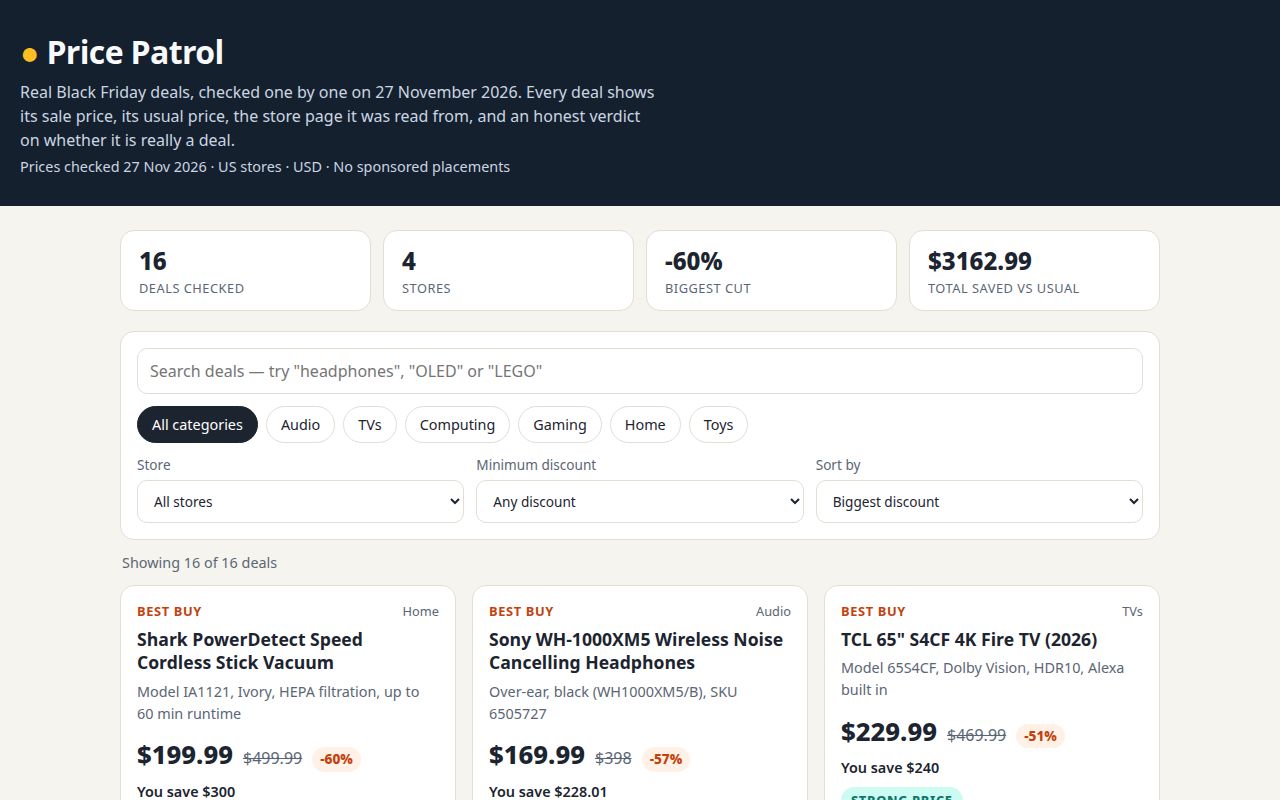 Price Patrol
Real Black Friday deals, checked one by one on 27 November 2026. Every deal shows
its sale price, its usual price, the store page it was read from, and an honest verdict
on whether it is really a deal.
Prices checked 27 Nov 2026 · US stores · USD · No sponsored placements
16
DEALS CHECKED
4
STORES
-60%
BIGGEST CUT
$3162.99
TOTAL SAVED VS USUAL
Search deals — try "headphones", "OLED" or "LEGO"
All categories Audio TVs Computing Gaming Home Toys
Store
All stores
Minimum discount
Any discount
Sort by
Biggest discount
Showing 16 of 16 deals
BEST BUY Home
Shark PowerDetect Speed
Cordless Stick Vacuum
Model IA1121, Ivory, HEPA filtration, up to
60 min runtime
$199.99 $499.99 -60%
You save $300
BEST BUY Audio
Sony WH-1000XM5 Wireless Noise
Cancelling Headphones
Over-ear, black (WH1000XM5/B), SKU
6505727
$169.99 $398 -57%
You save $228.01
BEST BUY TVs
TCL 65" S4CF 4K Fire TV (2026)
Model 65S4CF, Dolby Vision, HDR10, Alexa
built in
$229.99 $469.99 -51%
You save $240
STRONG PRICE